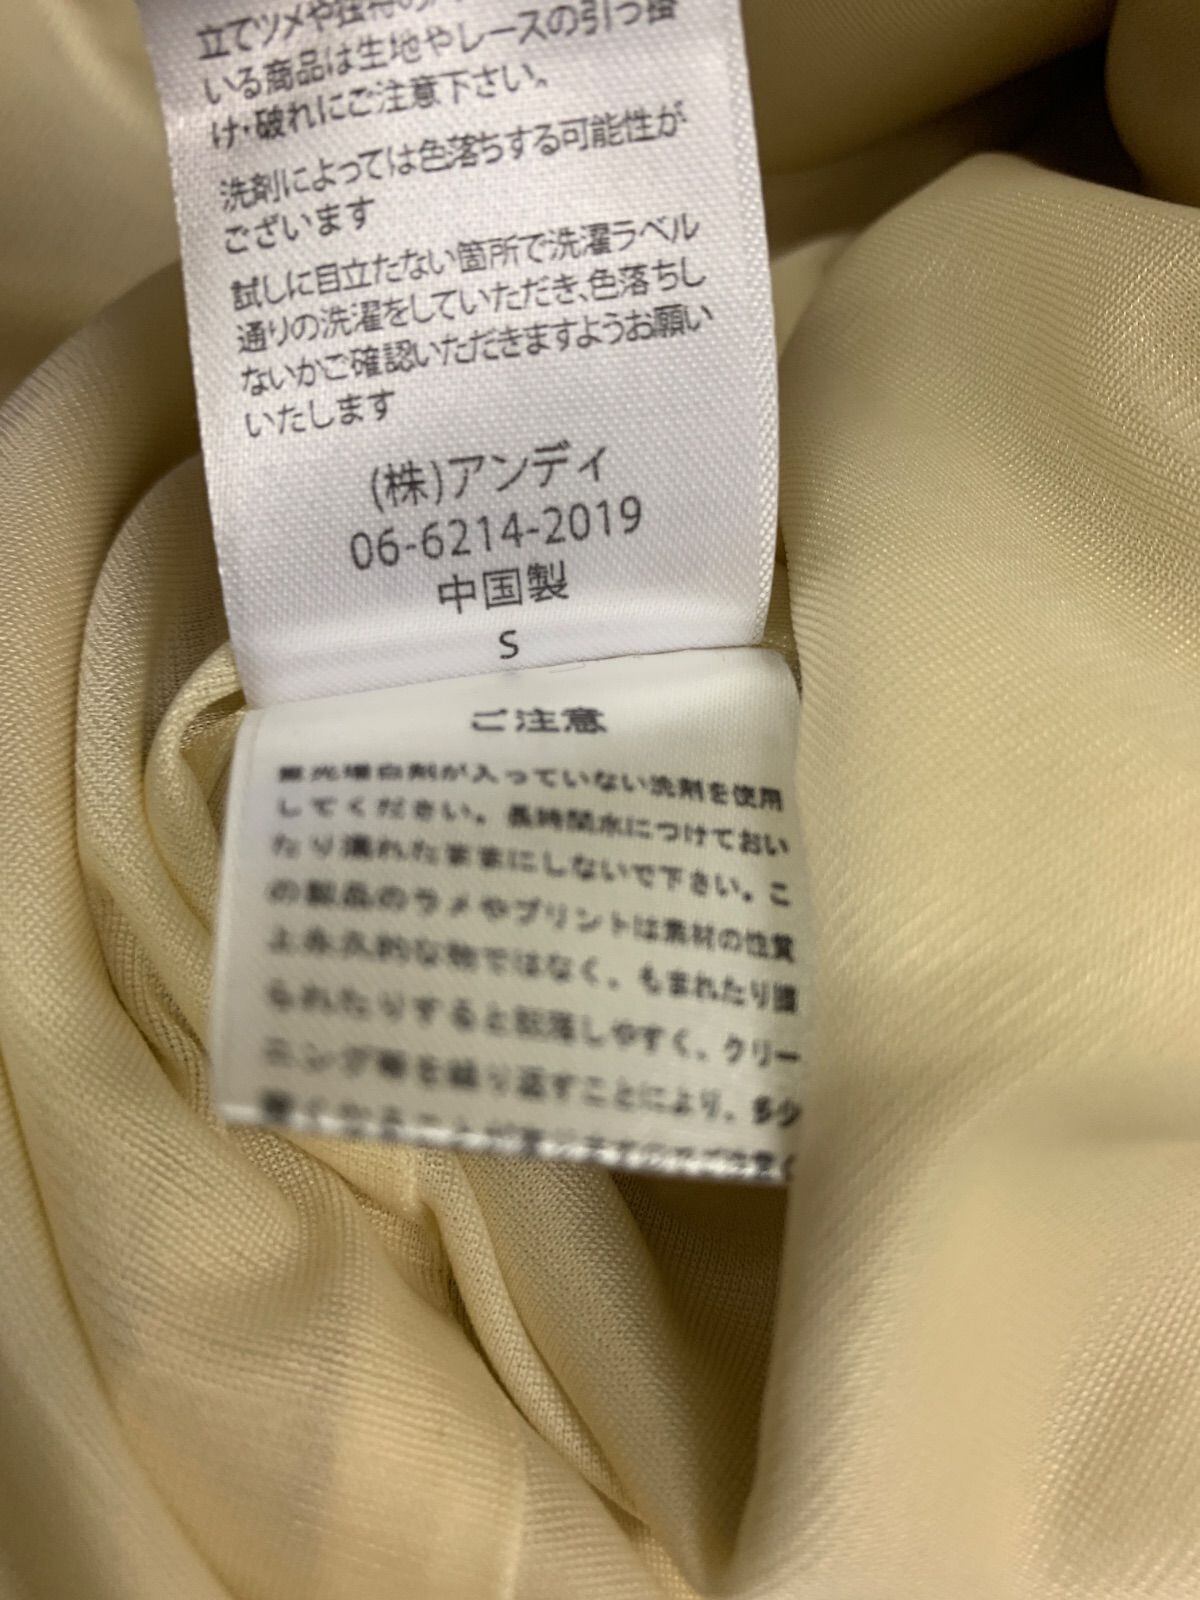 立てツメや
いる商品は生地やレースの引っ掛
け・破れにご注意下さい。
洗剤によっては色落ちする可能性が
ございます
試しに目立たない箇所で洗濯ラベル
通りの洗濯をしていただき、色落ちし
ないかご確認いただきますようお願い
いたします
(株)アンディ
06-6214-2019
中国製
S
ご注意
蛍光増白剤が入っていない洗剤を使用
してください。長時間水につけておい
たり濡れたままにしないで下さい。こ
の製品のラメやプリントは素材の性質
上永久的な物ではなく、もまれたり擦
られたりすると脱落しやすく、クリー
ニング等を繰り返すことにより、多少